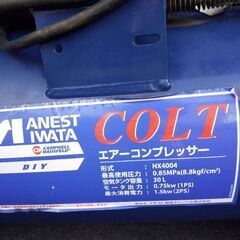 ANEST
IWATA
COLT
CAMPBELL
HAUSFELD
DIY
エアーコンプレッサー
形式 : HX4004
最高使用圧力 : 0.85MPa(8.8kgf/cm²)
空気タンク容量 : 30L
モータ出力 : 0.75kw(1PS)
最大消費電力 : 1.5kw(2PS)